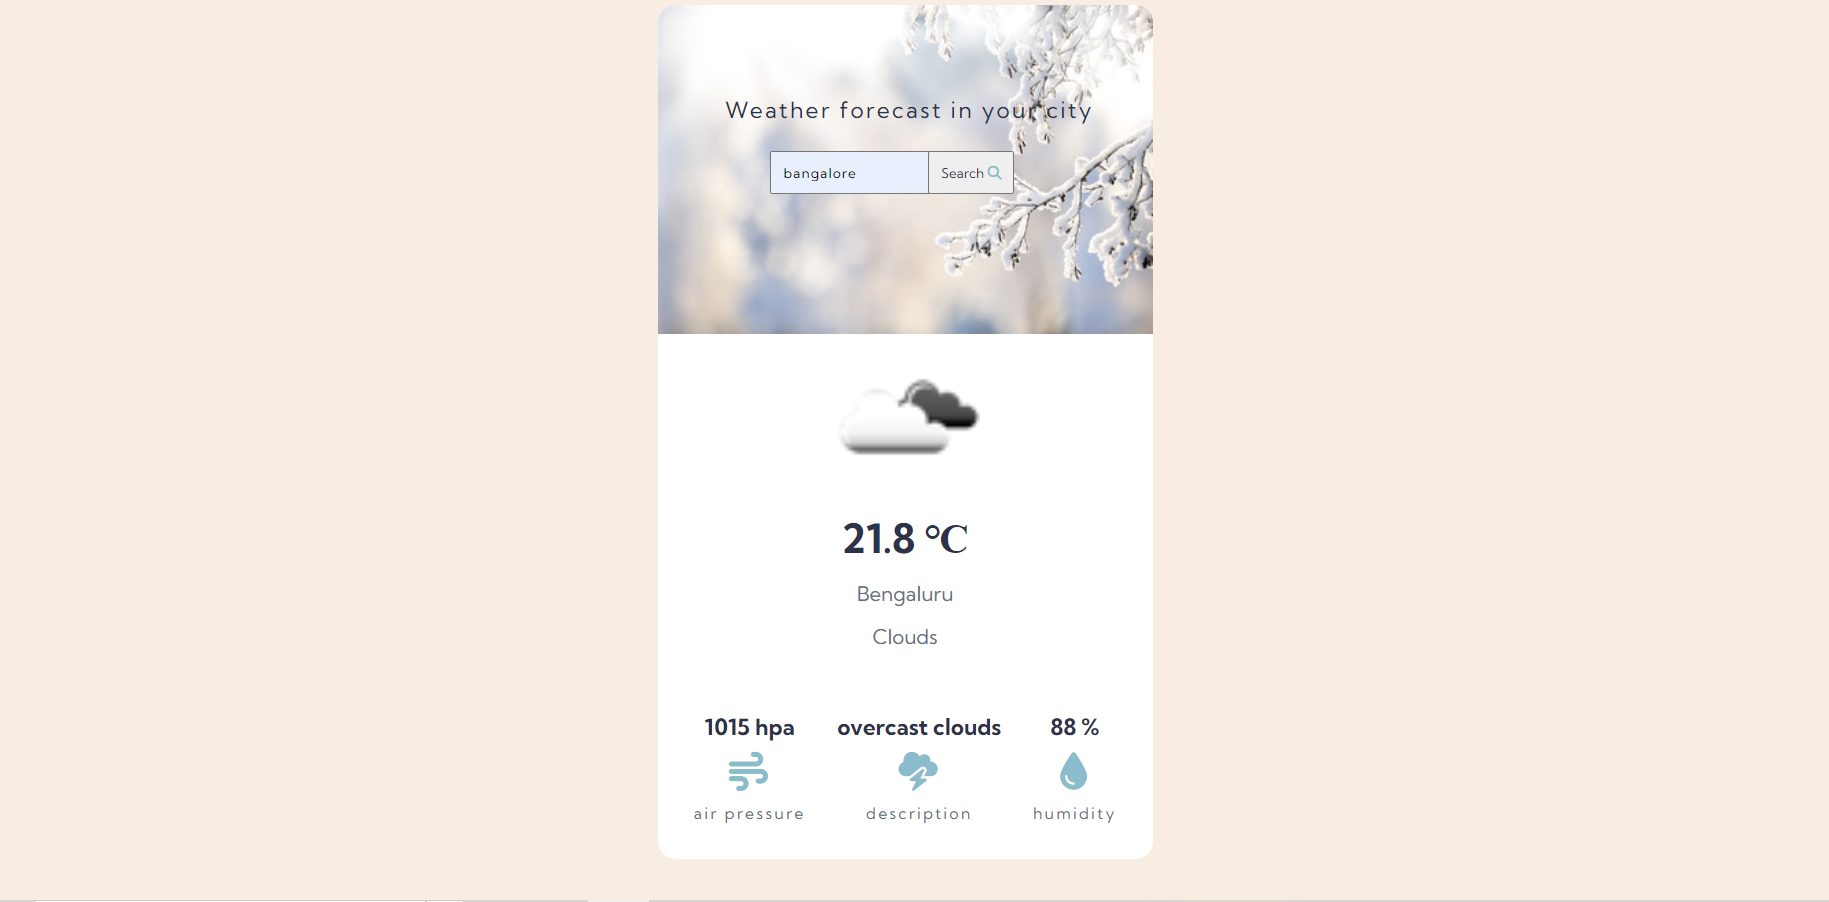 Weather forecast in your city
bangalore Search
21.8 °C
Bengaluru
Clouds
1015 hpa overcast clouds 88 %
air pressure description humidity